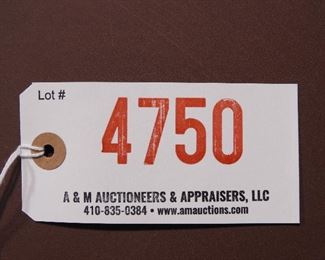 Lot #
4750
A & M AUCTIONEERS & APPRAISERS, LLC
410-835-0384 • www.amauctions.com